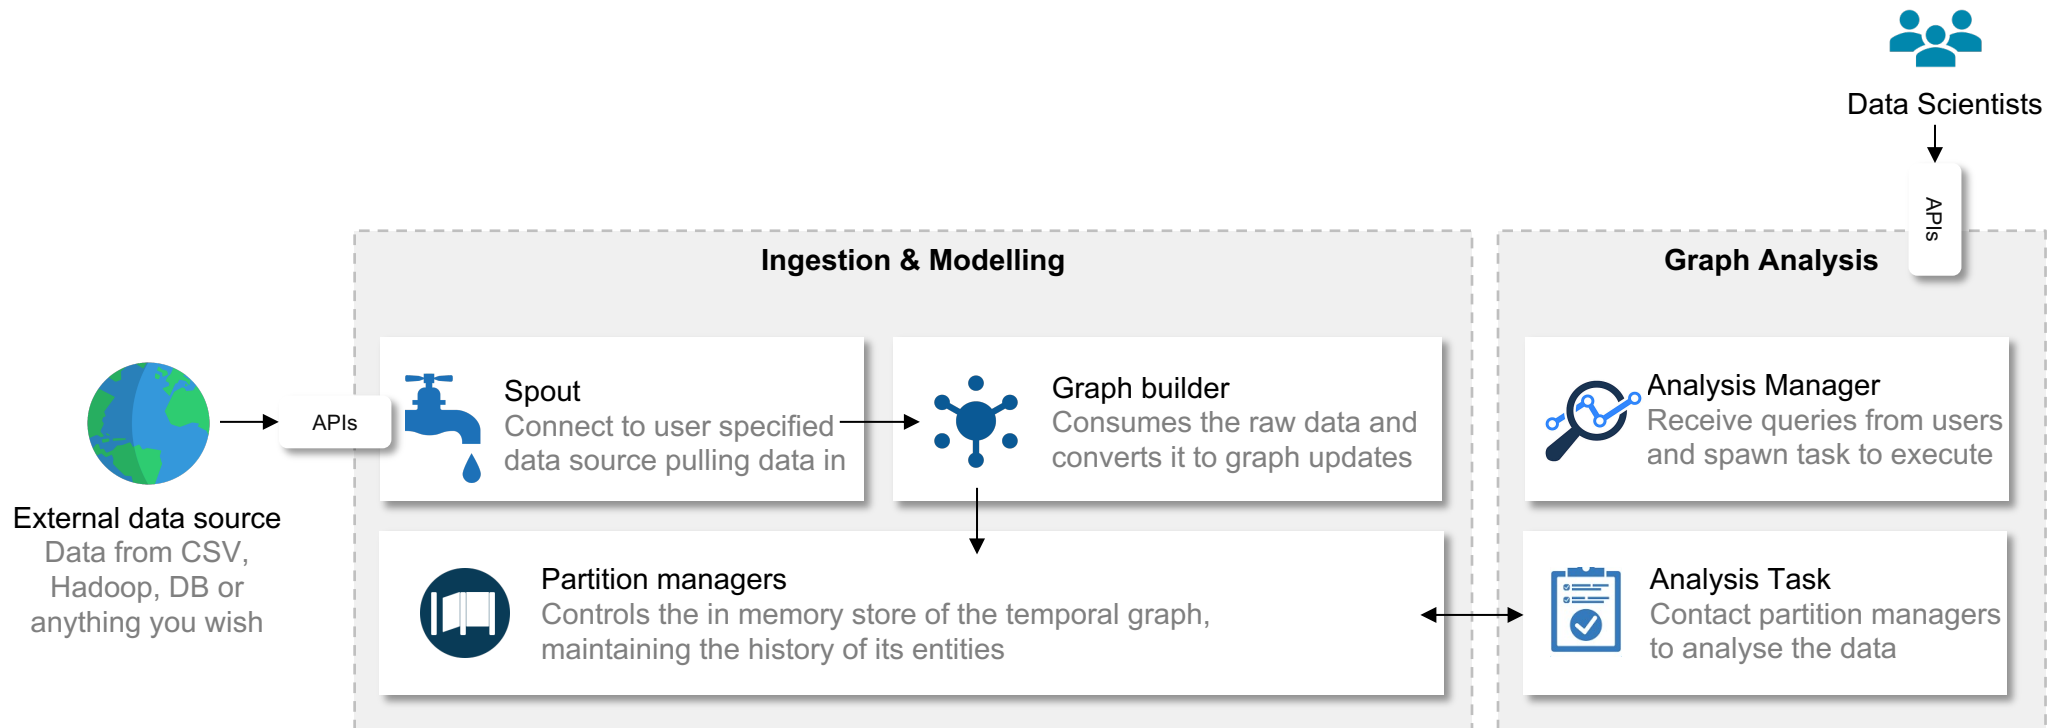 Data Scientists
APIs
Ingestion & Modelling
Graph Analysis
APIs
Spout
Connect to user specified
data source pulling data in
Graph builder
Consumes the raw data and
converts it to graph updates
Analysis Manager
Receive queries from users
and spawn task to execute
External data source
Data from CSV,
Hadoop, DB or
anything you wish
Partition managers
Controls the in memory store of the temporal graph,
maintaining the history of its entities
Analysis Task
Contact partition managers
to analyse the data